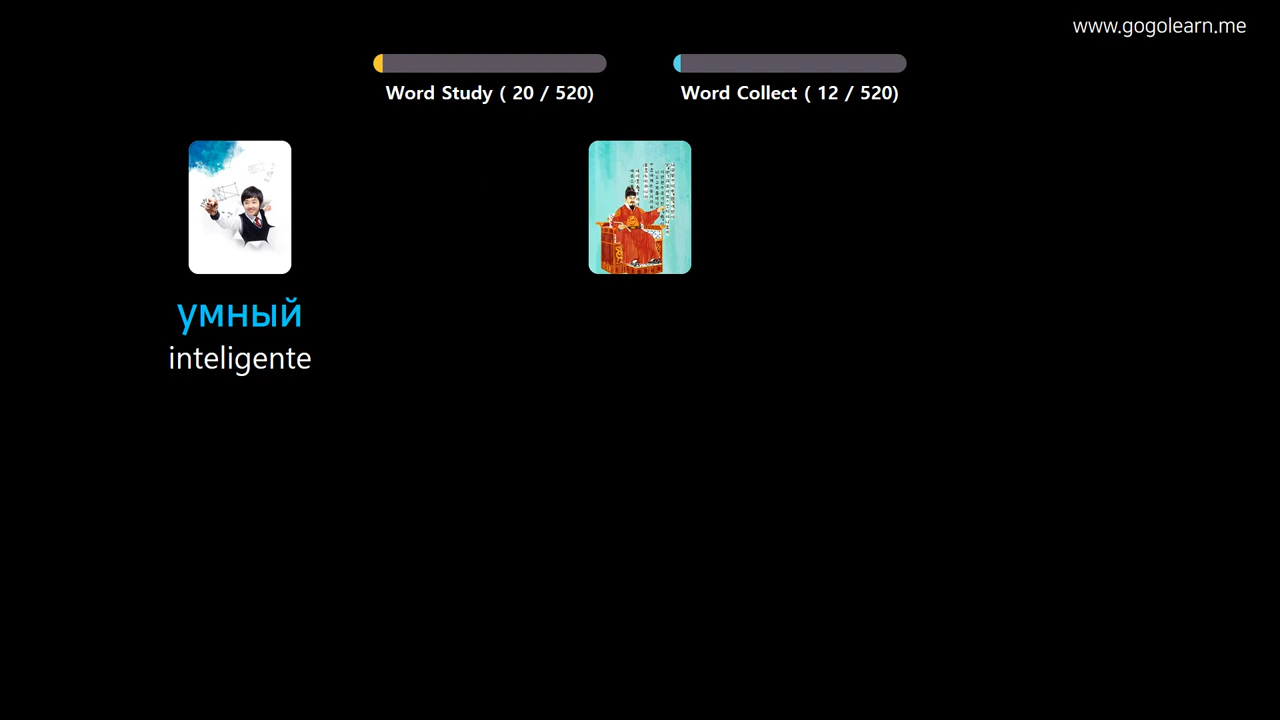 www.gogolearn.me
Word Study ( 20 / 520)
Word Collect ( 12 / 520)
умный
inteligente